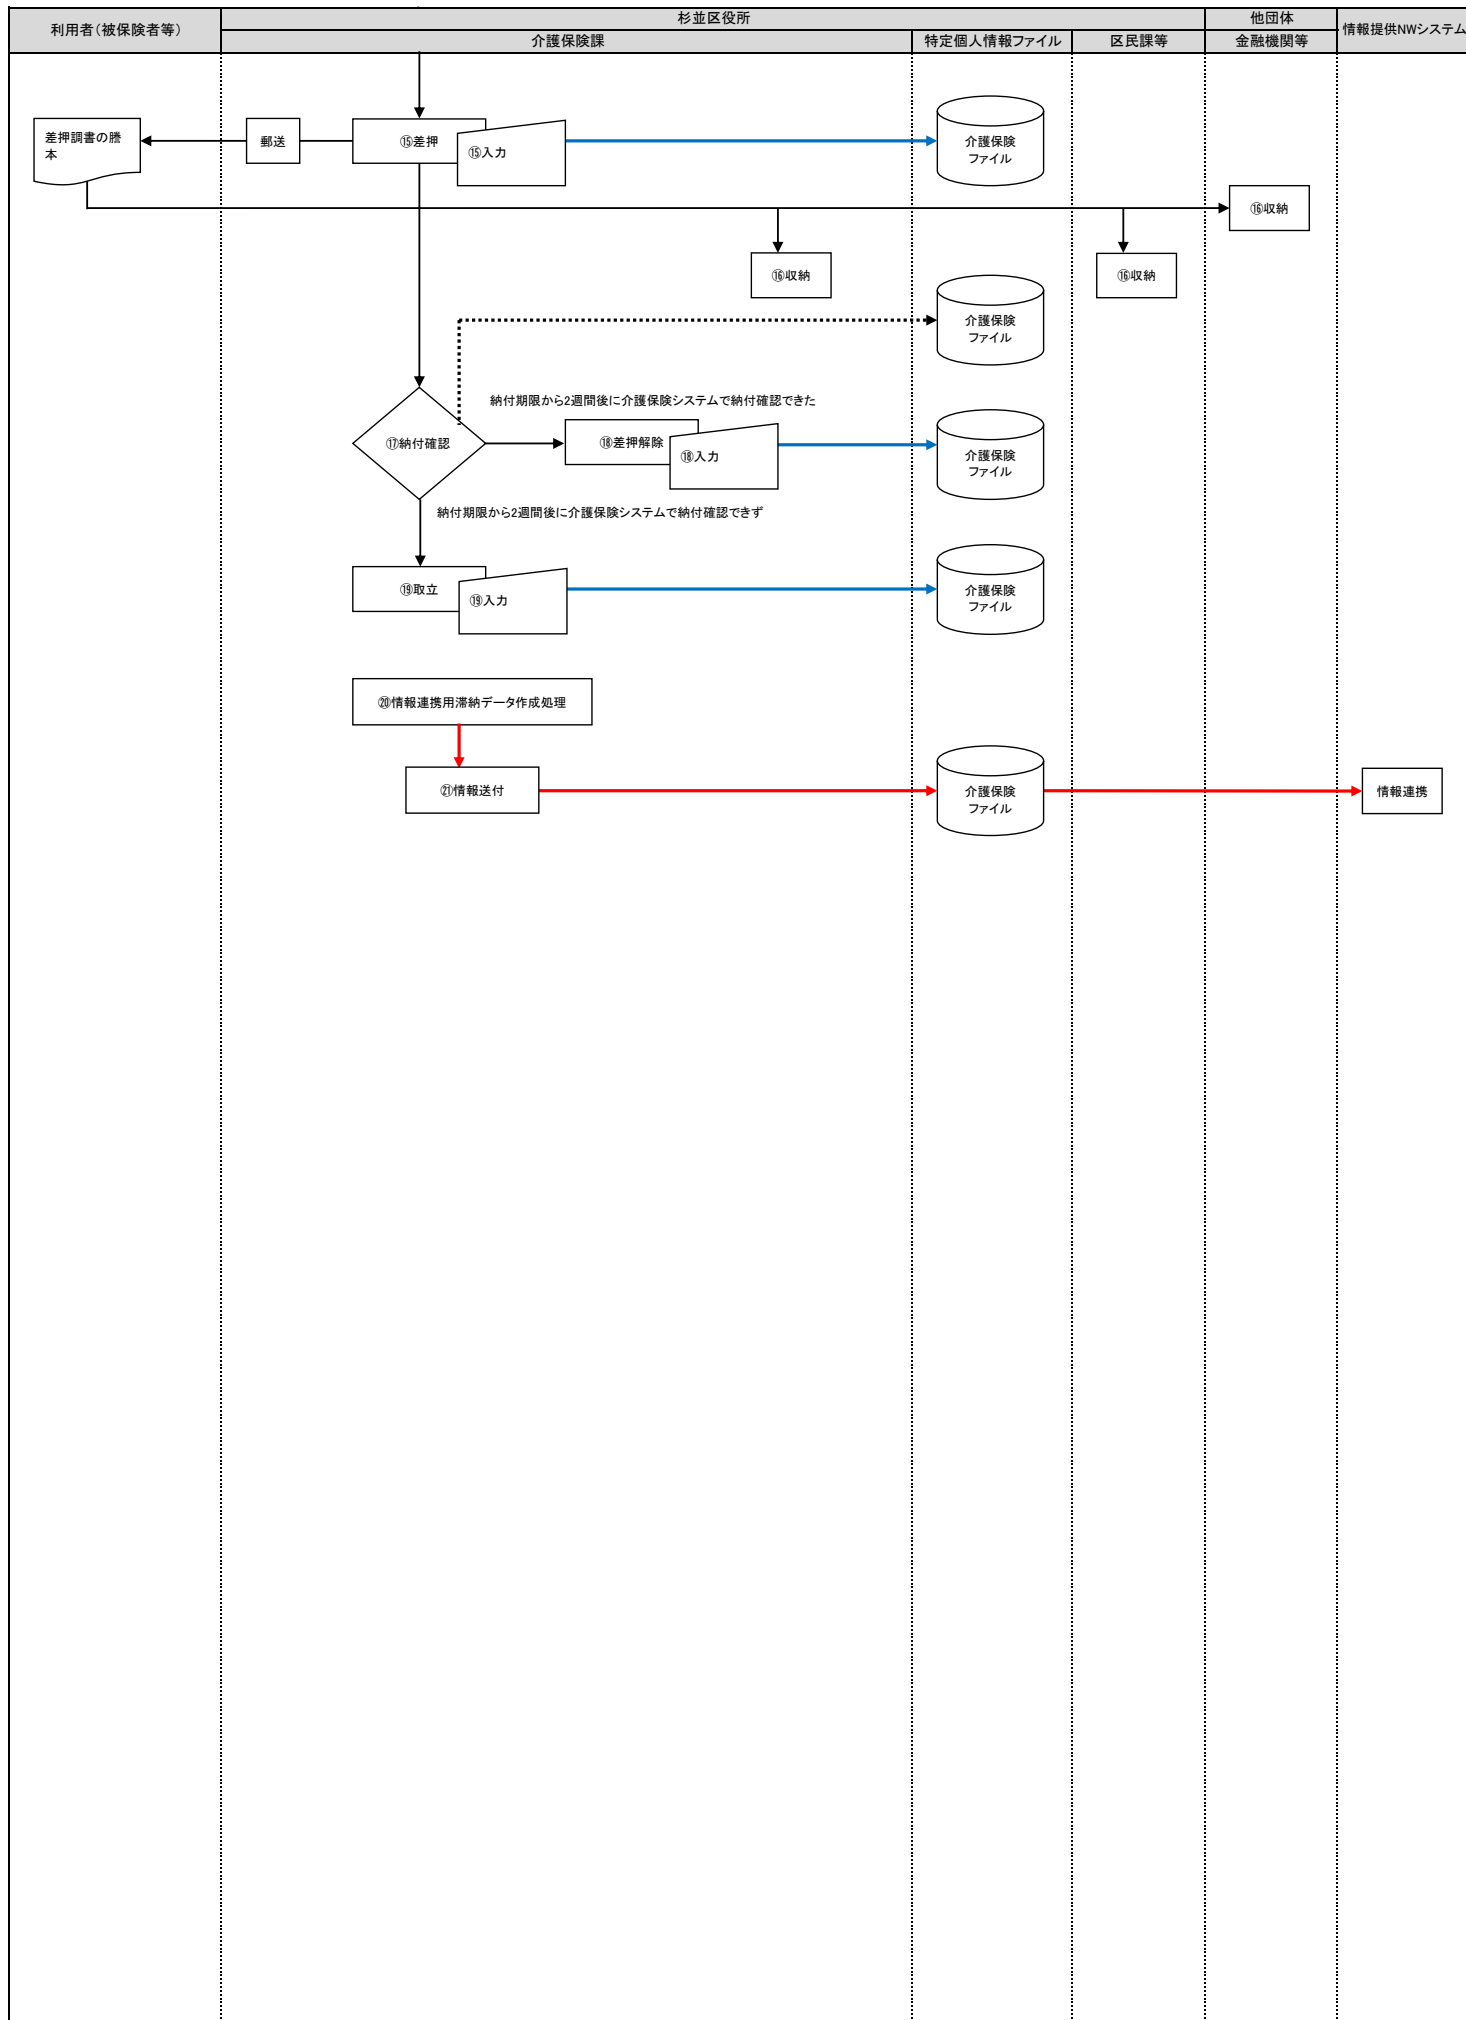 利用者（被保険者等）
杉並区役所
他団体
情報提供NWシステム
介護保険課
特定個人情報ファイル
区民課等
金融機関等
差押調書の謄
本
郵送
⑮差押
⑮入力
介護保険
ファイル
⑯収納
⑯収納
⑯収納
介護保険
ファイル
納付期限から2週間後に介護保険システムで納付確認できた
⑰納付確認
⑱差押解除
⑱入力
介護保険
ファイル
納付期限から2週間後に介護保険システムで納付確認できず
⑲取立
⑲入力
介護保険
ファイル
⑳情報連携用滞納データ作成処理
㉑情報送付
介護保険
ファイル
情報連携